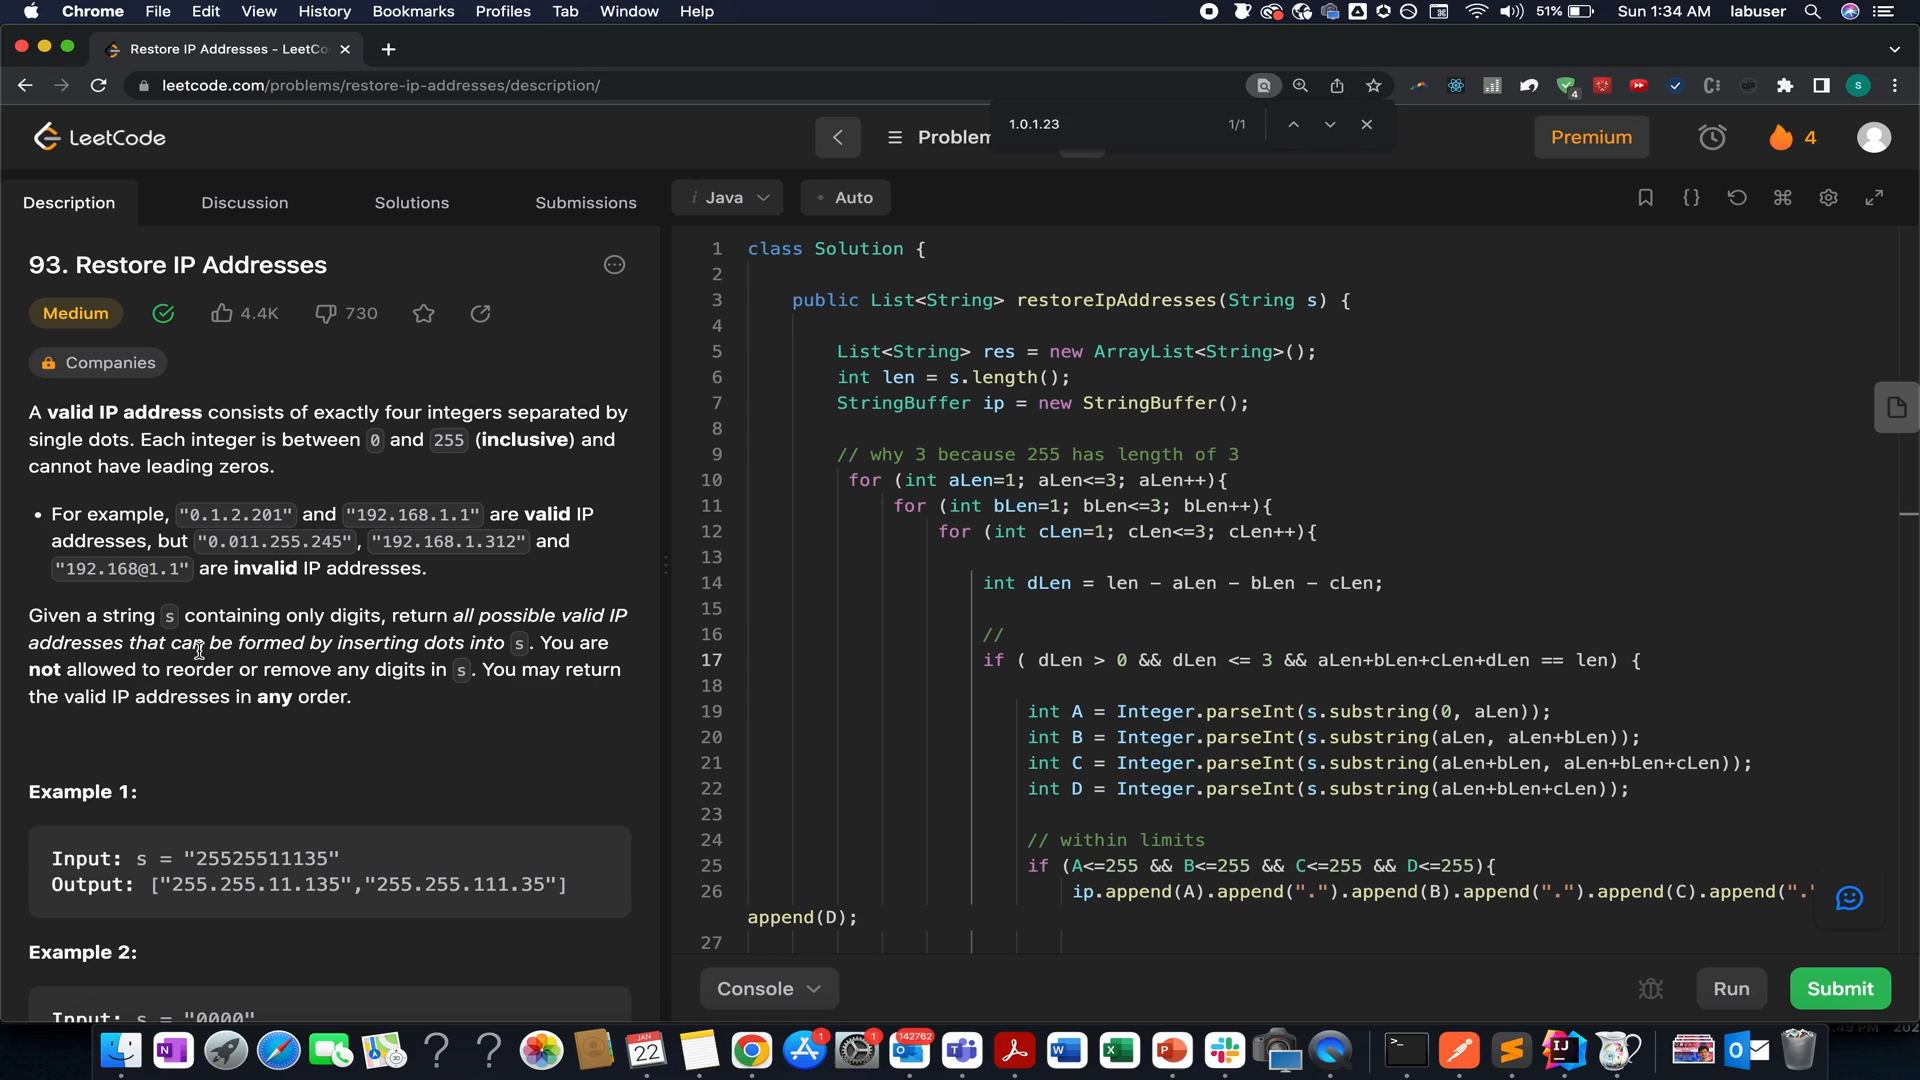 Chrome File Edit View History Bookmarks Profiles Tab Window Help 51% Sun 1:34 AM labuser
Restore IP Addresses - LeetCo
leetcode.com/problems/restore-ip-addresses/description/
4 S
1.0.1.23 1/1
LeetCode
Problem
Premium
4
Description
Discussion
Solutions
Submissions
93. Restore IP Addresses
Medium
4.4K
730
Companies
A valid IP address consists of exactly four integers separated by
single dots. Each integer is between 0 and 255 (inclusive) and
cannot have leading zeros.
• For example, "0.1.2.201" and "192.168.1.1" are valid IP
addresses, but "0.011.255.245", "192.168.1.312" and
"192.168@1.1" are invalid IP addresses.
Given a string s containing only digits, return all possible valid IP
addresses that can be formed by inserting dots into s. You are
not allowed to reorder or remove any digits in s. You may return
the valid IP addresses in any order.
Example 1:
Input: s = "25525511135"
Output: ["255.255.11.135","255.255.111.35"]
Example 2:
Input: s = "0000"
i Java
Auto
1 class Solution {
2
3 public List<String> restoreIpAddresses(String s) {
4
5 List<String> res = new ArrayList<String>();
6 int len = s.length();
7 StringBuffer ip = new StringBuffer();
8
9 // why 3 because 255 has length of 3
10 for (int aLen=1; aLen<=3; aLen++){
11 for (int bLen=1; bLen<=3; bLen++){
12 for (int cLen=1; cLen<=3; cLen++){
13
14 int dLen = len - aLen - bLen - cLen;
15
16 //
17 if ( dLen > 0 && dLen <= 3 && aLen+bLen+cLen+dLen == len) {
18
19 int A = Integer.parseInt(s.substring(0, aLen));
20 int B = Integer.parseInt(s.substring(aLen, aLen+bLen));
21 int C = Integer.parseInt(s.substring(aLen+bLen, aLen+bLen+cLen));
22 int D = Integer.parseInt(s.substring(aLen+bLen+cLen));
23
24 // within limits
25 if (A<=255 && B<=255 && C<=255 && D<=255){
26 ip.append(A).append(".").append(B).append(".").append(C).append("."
append(D);
27
Console
Run
Submit
JAN
22
1
1
142762